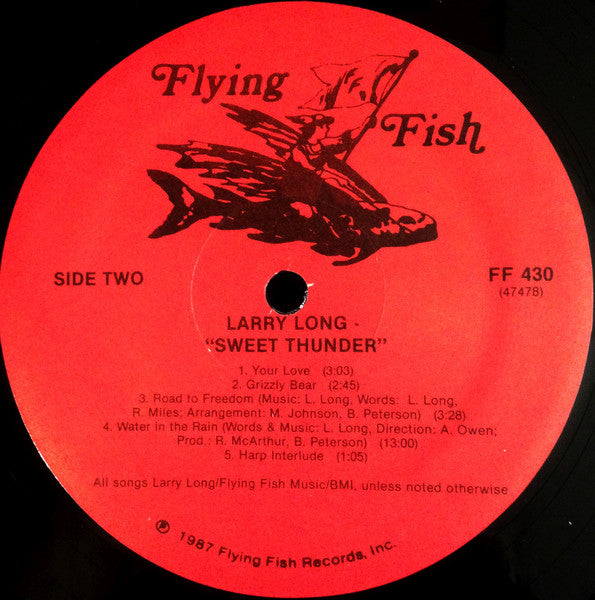 Flying
Fish
SIDE TWO
FF 430
(47478)
LARRY LONG -
"SWEET THUNDER"
1. Your Love (3:03)
2. Grizzly Bear (2:45)
3. Road to Freedom (Music: L. Long, Words: L. Long,
R. Miles: Arrangement: M. Johnson, B. Peterson) (3:28)
4. Water in the Rain (Words & Music: L. Long, Direction: A. Owen;
Prod.: R. McArthur, B. Peterson) (13:00)
5. Harp Interlude (1:05)
All songs Larry Long/Flying Fish Music/BMI, unless noted otherwise
℗ 1987 Flying Fish Records, Inc.